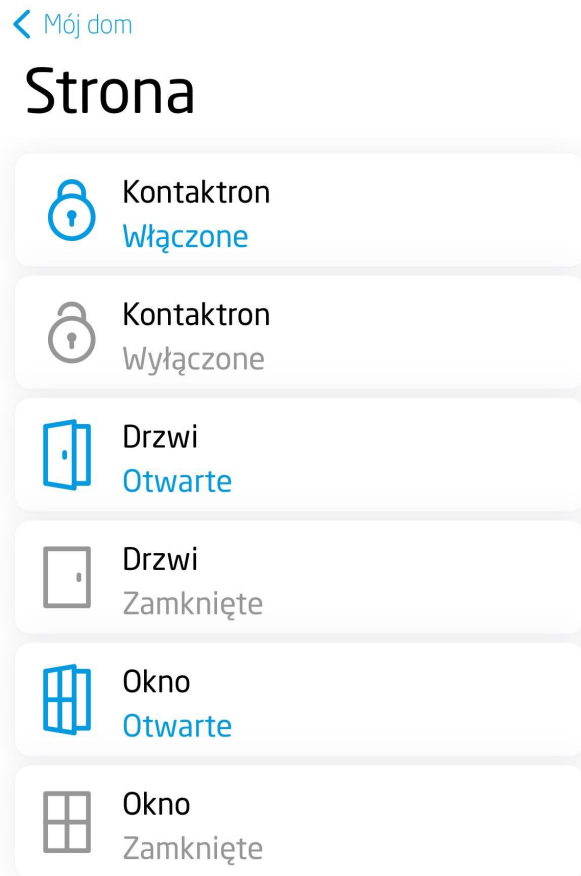 Mój dom
Strona
Kontaktron
Włączone
Kontaktron
Wyłączone
Drzwi
Otwarte
Drzwi
Zamknięte
Okno
Otwarte
Okno
Zamknięte